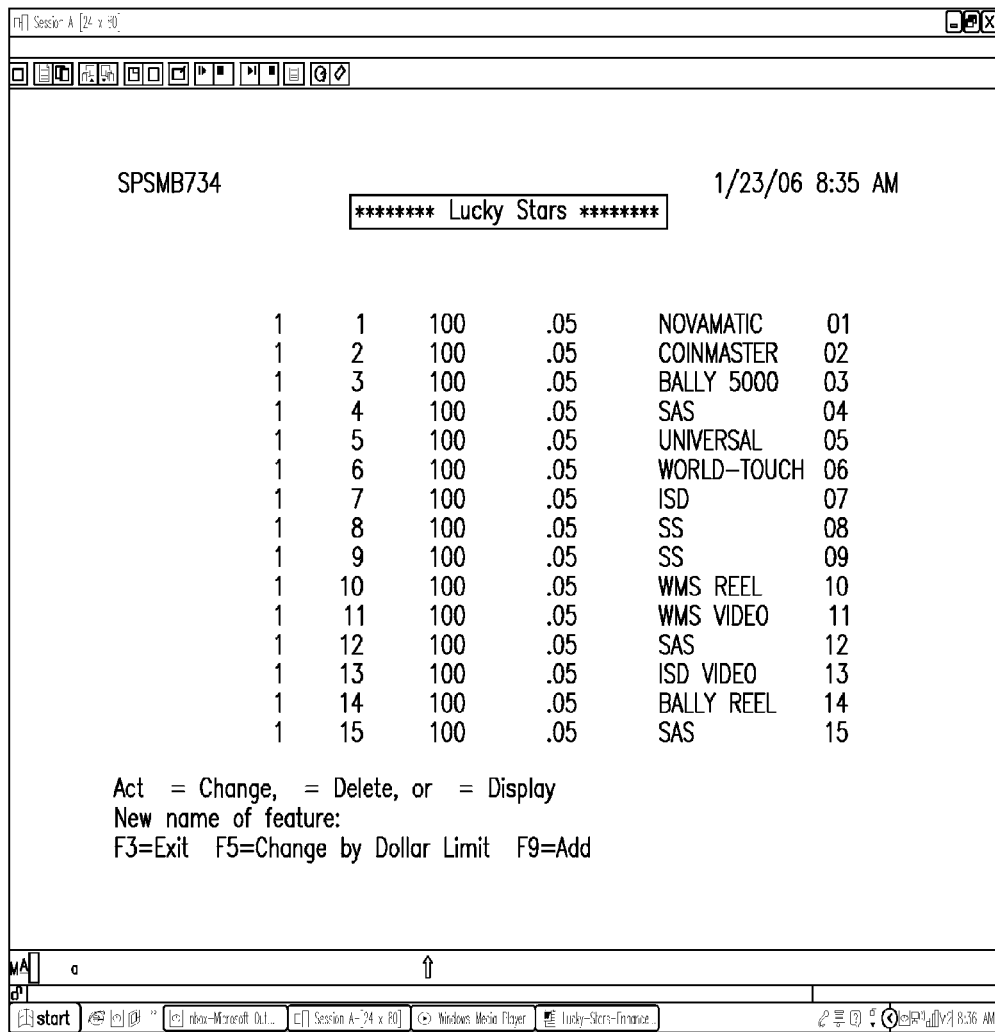 Session A [24 x 80]
SPSMB734 1/23/06 8:35 AM
******** Lucky Stars ********
1 1 100 .05 NOVAMATIC 01
1 2 100 .05 COINMASTER 02
1 3 100 .05 BALLY 5000 03
1 4 100 .05 SAS 04
1 5 100 .05 UNIVERSAL 05
1 6 100 .05 WORLD-TOUCH 06
1 7 100 .05 ISD 07
1 8 100 .05 SS 08
1 9 100 .05 SS 09
1 10 100 .05 WMS REEL 10
1 11 100 .05 WMS VIDEO 11
1 12 100 .05 SAS 12
1 13 100 .05 ISD VIDEO 13
1 14 100 .05 BALLY REEL 14
1 15 100 .05 SAS 15
Act = Change, = Delete, or = Display
New name of feature:
F3=Exit F5=Change by Dollar Limit F9=Add
MA a
start nbox-Microsoft Out... Session A-[24 x 80] Windows Media Player Lucky-Stars-Enhance... 8:36 AM